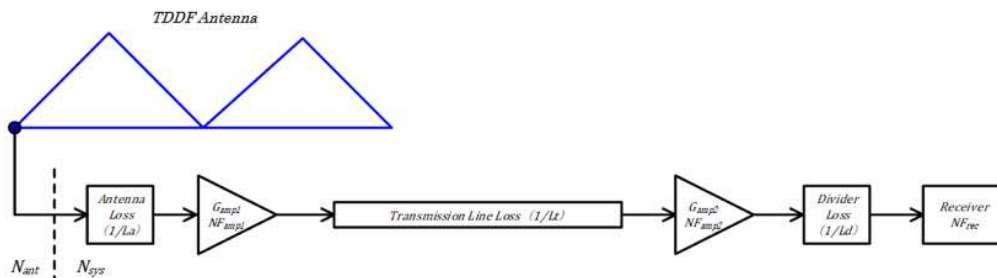 TDDF Antenna
Antenna
Loss
(1/La)
G_amp1
NF_amp1
Transmission Line Loss (1/Lt)
G_amp2
NF_amp2
Divider
Loss
(1/Ld)
Receiver
NF_rec
N_ant
N_sys